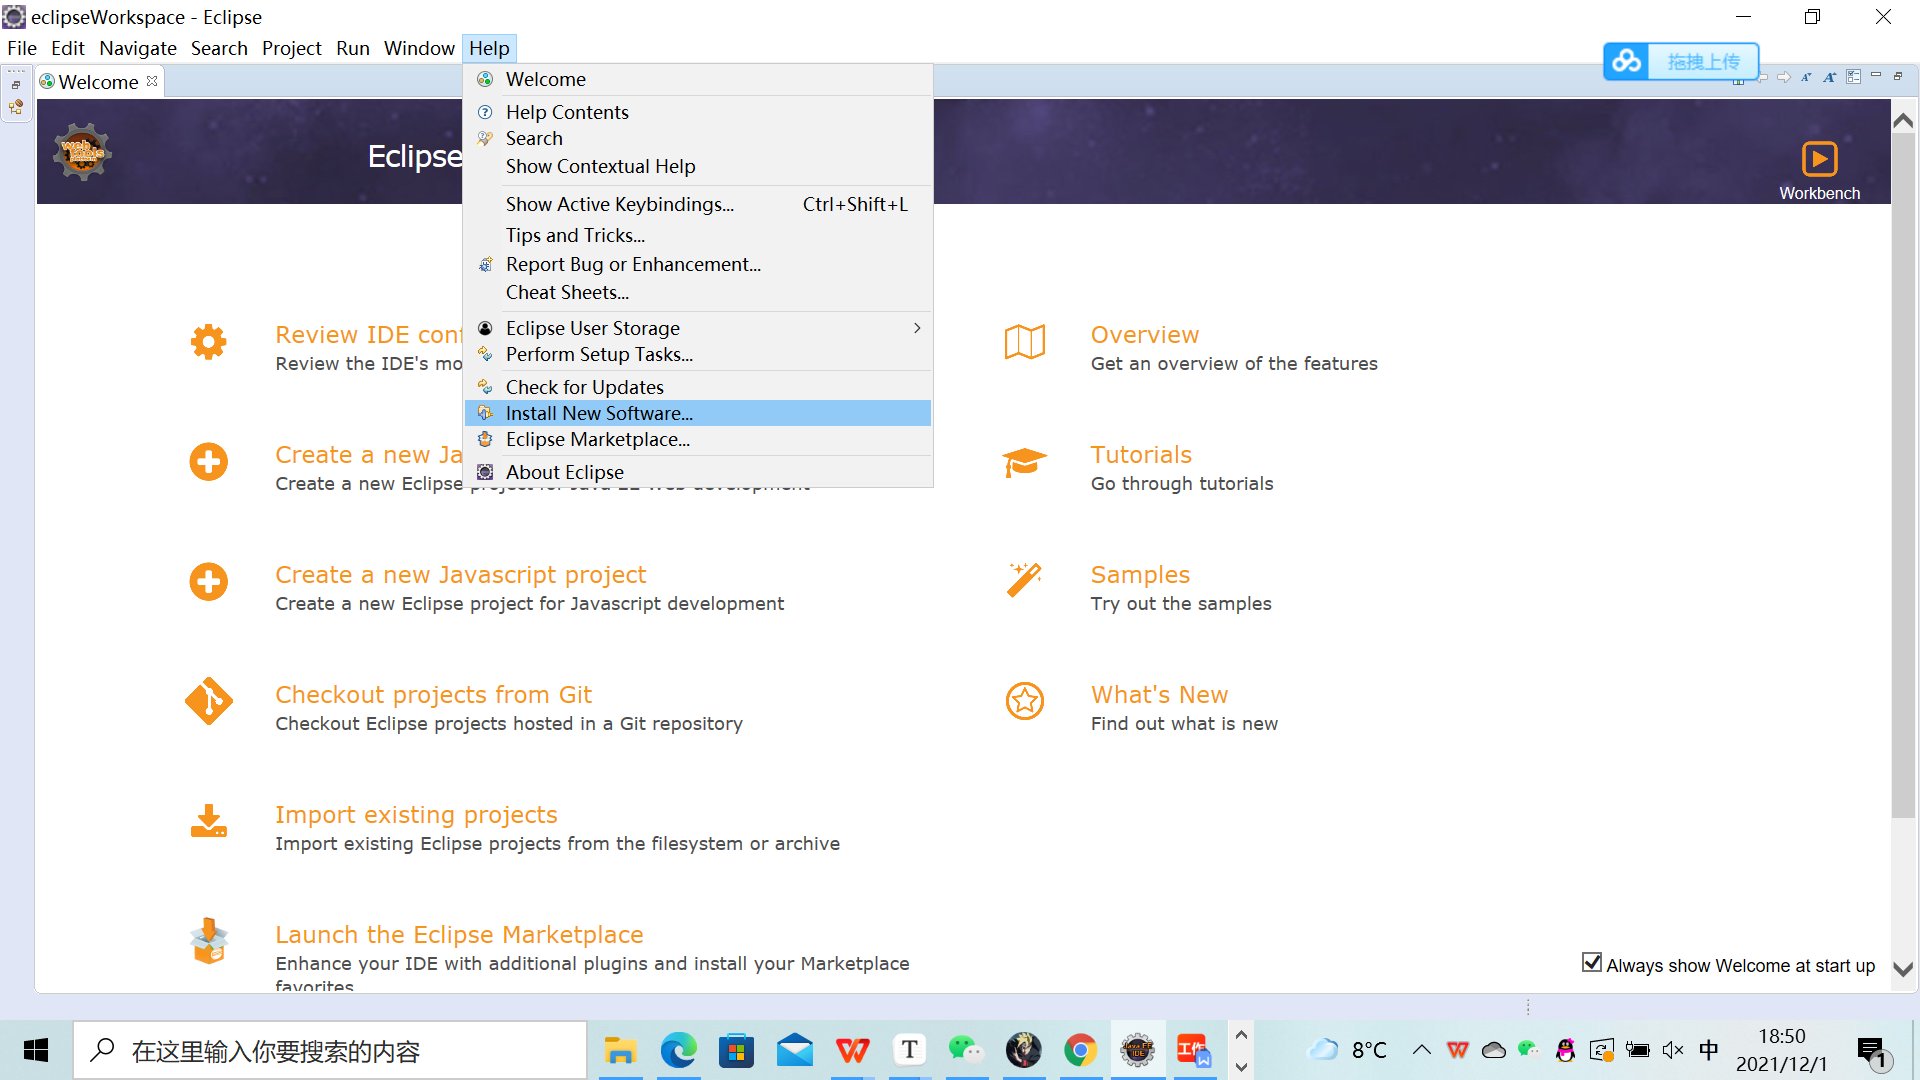 eclipseWorkspace - Eclipse
File Edit Navigate Search Project Run Window Help
拖拽上传
Welcome
Welcome
Help Contents
Search
Show Contextual Help
Show Active Keybindings... Ctrl+Shift+L
Tips and Tricks...
Report Bug or Enhancement...
Cheat Sheets...
Eclipse User Storage
Perform Setup Tasks...
Check for Updates
Install New Software...
Eclipse Marketplace...
About Eclipse
Eclipse
Workbench
Review IDE
Review the IDE's
Create a new
Create a new Eclipse project for Java EE Web development
Create a new Javascript project
Create a new Eclipse project for Javascript development
Checkout projects from Git
Checkout Eclipse projects hosted in a Git repository
Import existing projects
Import existing Eclipse projects from the filesystem or archive
Launch the Eclipse Marketplace
Enhance your IDE with additional plugins and install your Marketplace
favorites
Overview
Get an overview of the features
Tutorials
Go through tutorials
Samples
Try out the samples
What's New
Find out what is new
Always show Welcome at start up
在这里输入你要搜索的内容
8°C
中
18:50
2021/12/1
1